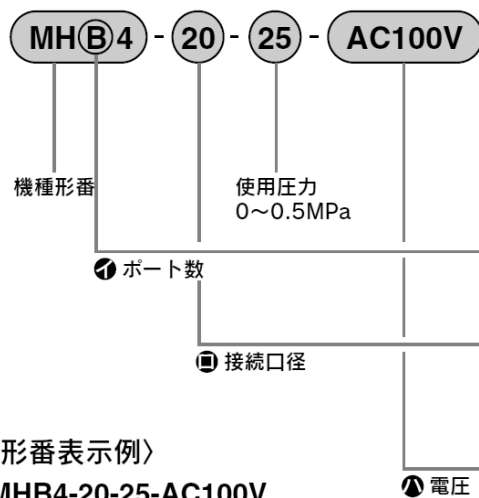 MHB4 - 20 - 25 - AC100V
機種形番
使用圧力
0～0.5MPa
イ ポート数
ロ 接続口径
形番表示例〉
MHB4-20-25-AC100V
ハ 電圧